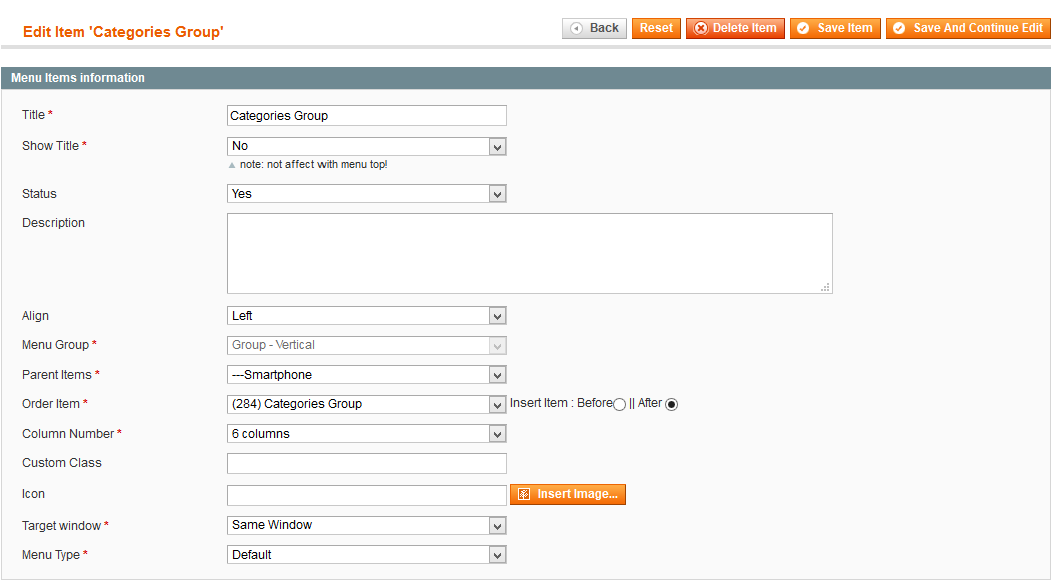 Edit Item 'Categories Group'
Back Reset Delete Item Save Item Save And Continue Edit
Menu Items information
Title * Categories Group
Show Title * No
note: not affect with menu top!
Status Yes
Description
Align Left
Menu Group * Group - Vertical
Parent Items * ---Smartphone
Order Item * (284) Categories Group Insert Item : Before || After
Column Number * 6 columns
Custom Class
Icon Insert Image...
Target window * Same Window
Menu Type * Default